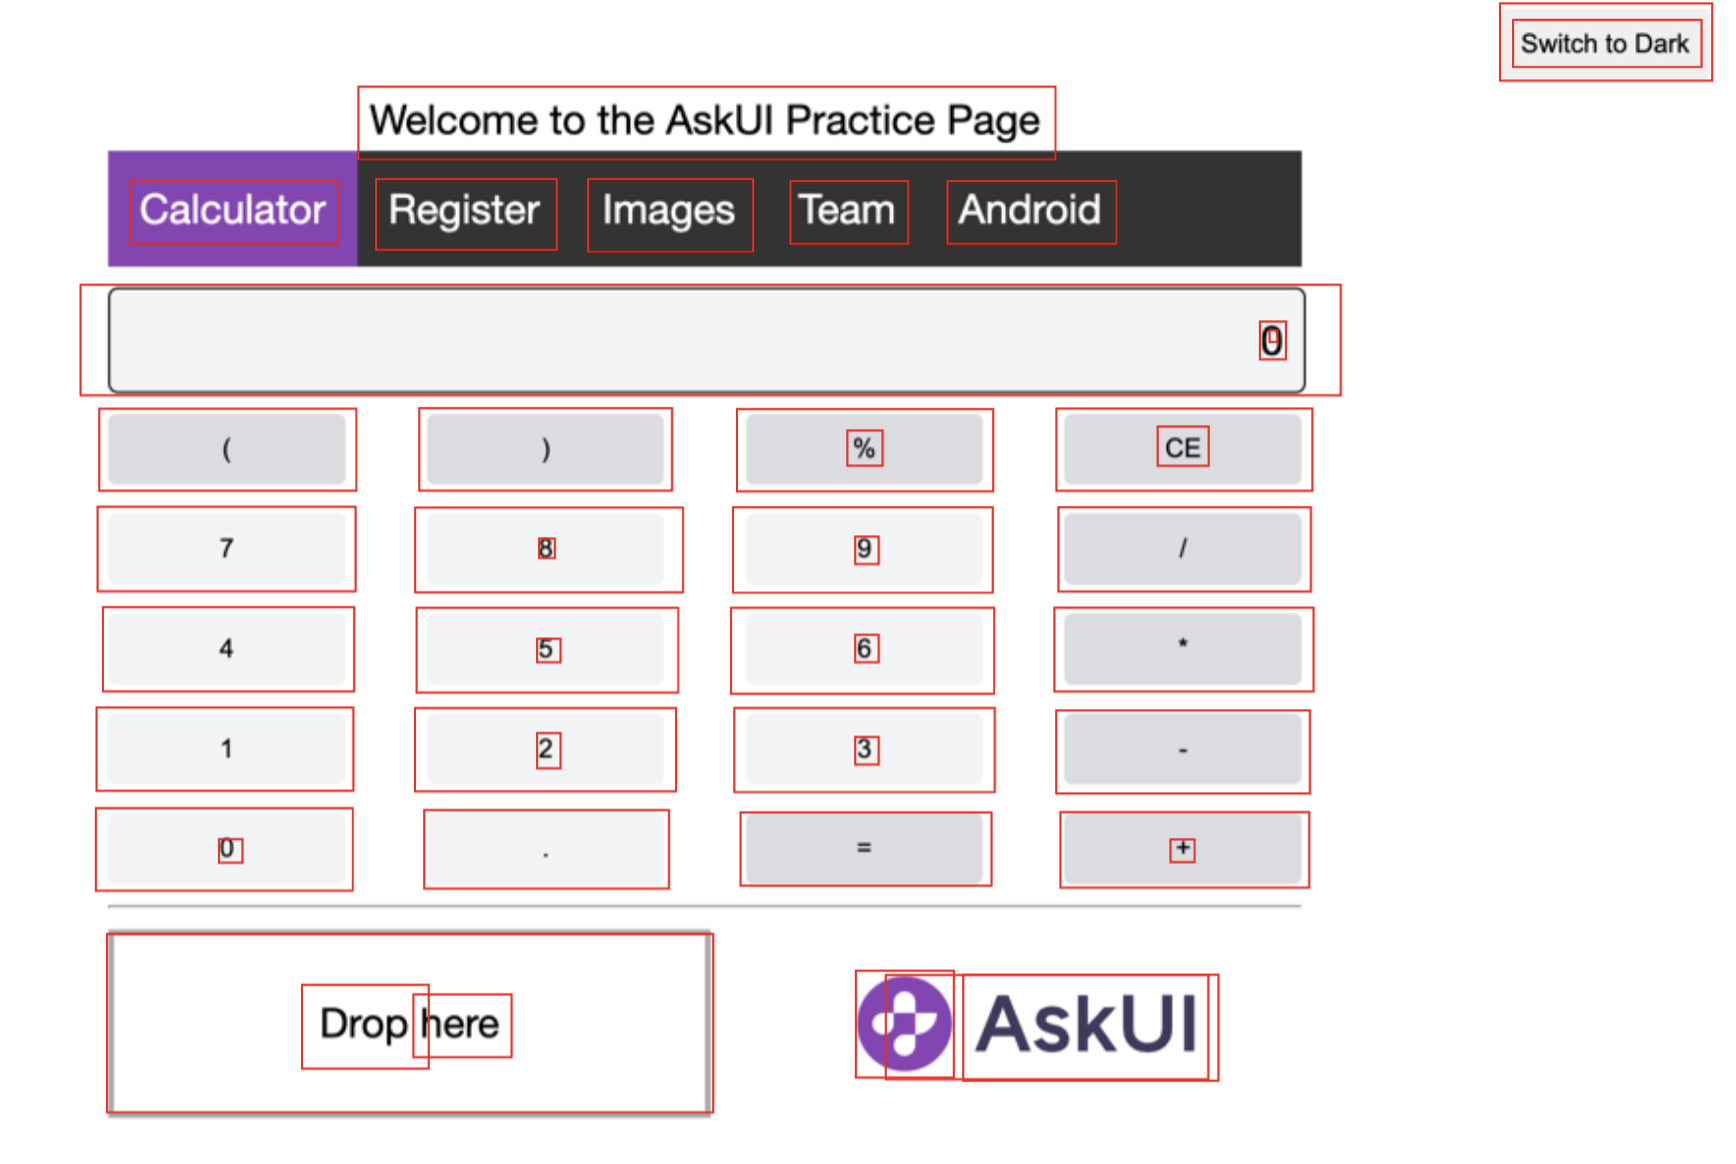 Switch to Dark
Welcome to the AskUI Practice Page
Calculator Register Images Team Android
0
( ) % CE
7 8 9 /
4 5 6 *
1 2 3 -
0 . = +
Drop here
AskUI